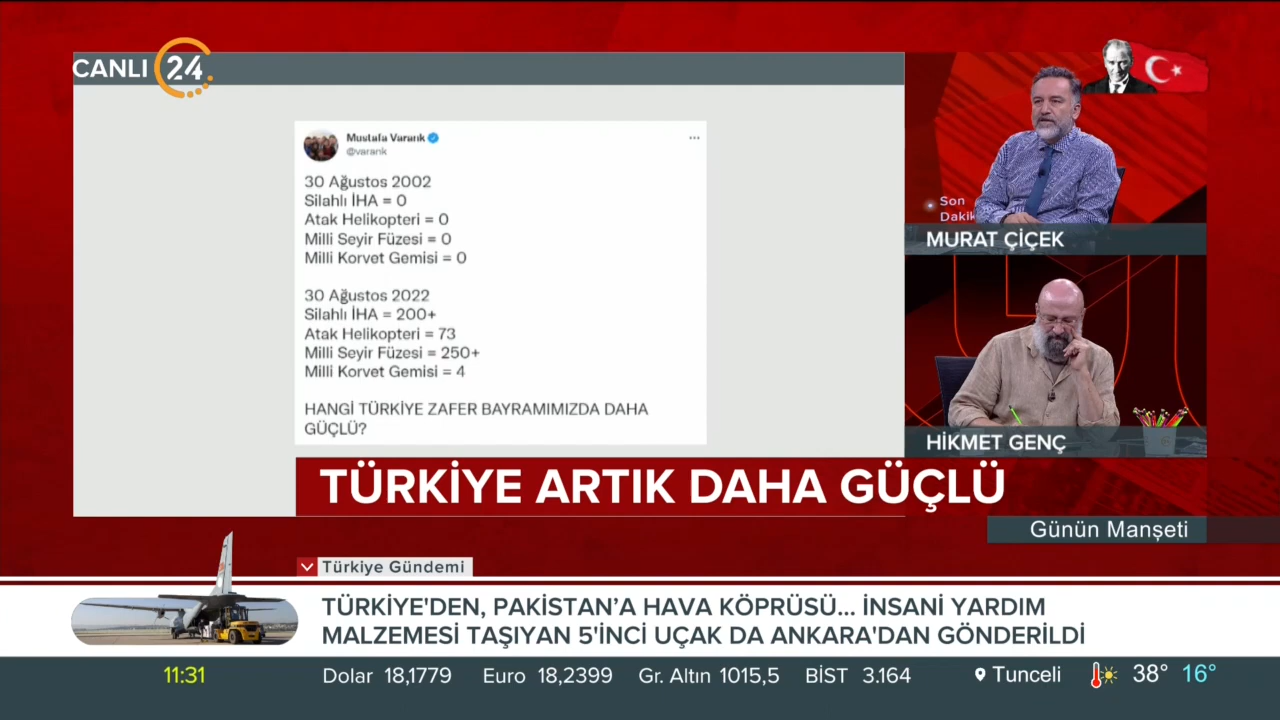 CANLI 24
Mustafa Varank
@varank
30 Ağustos 2002
Silahlı İHA = 0
Atak Helikopteri = 0
Milli Seyir Füzesi = 0
Milli Korvet Gemisi = 0
30 Ağustos 2022
Silahlı İHA = 200+
Atak Helikopteri = 73
Milli Seyir Füzesi = 250+
Milli Korvet Gemisi = 4
HANGİ TÜRKİYE ZAFER BAYRAMIMIZDA DAHA
GÜÇLÜ?
Son
Dakik
MURAT ÇİÇEK
HİKMET GENÇ
TÜRKİYE ARTIK DAHA GÜÇLÜ
Günün Manşeti
Türkiye Gündemi
TÜRKİYE'DEN, PAKİSTAN’A HAVA KÖPRÜSÜ... İNSANİ YARDIM
MALZEMESİ TAŞIYAN 5'İNCİ UÇAK DA ANKARA'DAN GÖNDERİLDİ
11:31 Dolar 18,1779 Euro 18,2399 Gr. Altın 1015,5 BİST 3.164 Tunceli 38° 16°